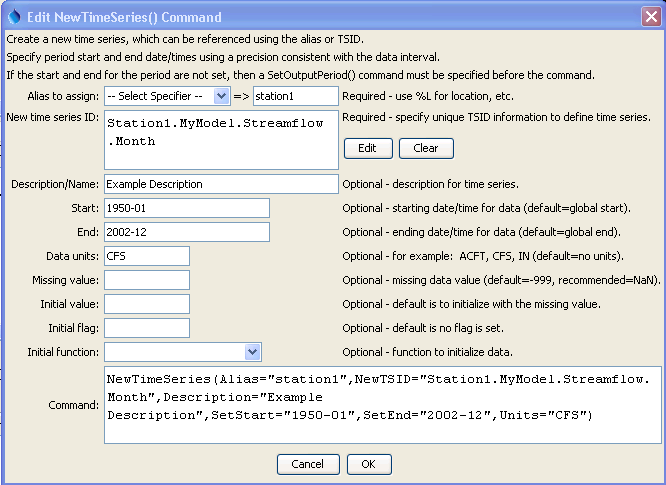 Edit NewTimeSeries() Command
Create a new time series, which can be referenced using the alias or TSID.
Specify period start and end date/times using a precision consistent with the data interval.
If the start and end for the period are not set, then a SetOutputPeriod() command must be specified before the command.
Alias to assign: -- Select Specifier -- => station1 Required - use %L for location, etc.
New time series ID: Station1.MyModel.Streamflow Required - specify unique TSID information to define time series.
.Month
Edit Clear
Description/Name: Example Description Optional - description for time series.
Start: 1950-01 Optional - starting date/time for data (default=global start).
End: 2002-12 Optional - ending date/time for data (default=global end).
Data units: CFS Optional - for example:  ACFT, CFS, IN (default=no units).
Missing value: Optional - missing data value (default=-999, recommended=NaN).
Initial value: Optional - default is to initialize with the missing value.
Initial flag: Optional - default is no flag is set.
Initial function: Optional - function to initialize data.
NewTimeSeries(Alias="station1",NewTSID="Station1.MyModel.Streamflow.
Month",Description="Example
Command: Description",SetStart="1950-01",SetEnd="2002-12",Units="CFS")
Cancel OK